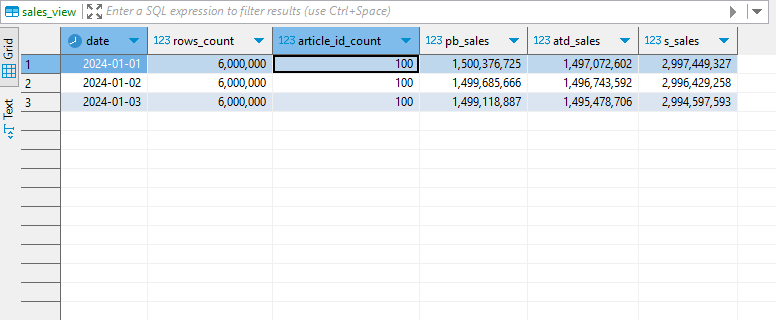 sales_view Enter a SQL expression to filter results (use Ctrl+Space)
Grid
Text
date 123 rows_count 123 article_id_count 123 pb_sales 123 atd_sales 123 s_sales
1 2024-01-01 6,000,000 100 1,500,376,725 1,497,072,602 2,997,449,327
2 2024-01-02 6,000,000 100 1,499,685,666 1,496,743,592 2,996,429,258
3 2024-01-03 6,000,000 100 1,499,118,887 1,495,478,706 2,994,597,593